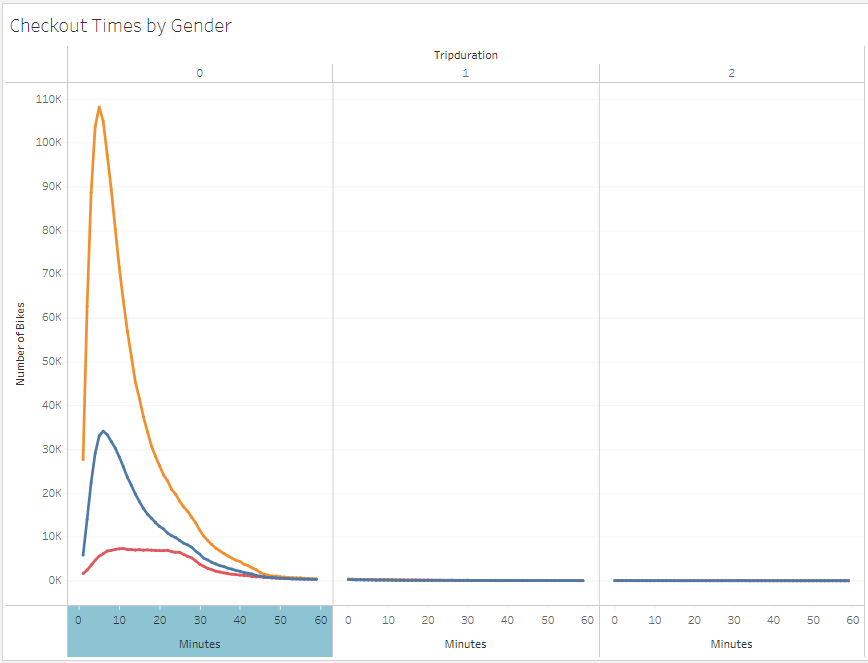 Checkout Times by Gender
Tripduration
0 1 2
110K
100K
90K
80K
70K
60K
50K
40K
30K
20K
10K
0K
Number of Bikes
0 10 20 30 40 50 60 0 10 20 30 40 50 60 0 10 20 30 40 50 60
Minutes Minutes Minutes